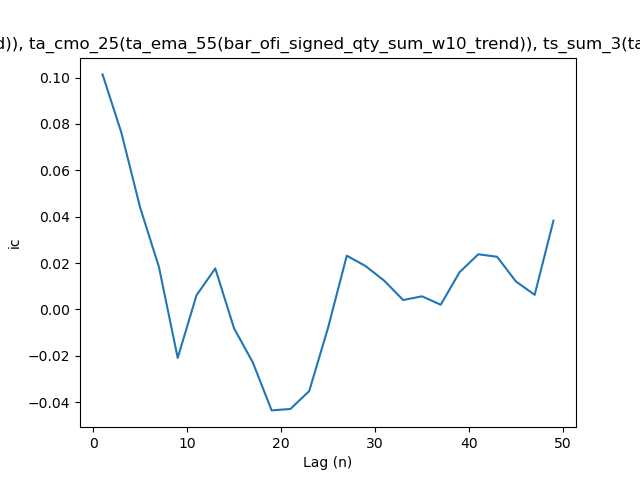 d)), ta_cmo_25(ta_ema_55(bar_ofi_signed_qty_sum_w10_trend)), ts_sum_3(ta
0.10
0.08
0.06
0.04
0.02
0.00
−0.02
−0.04
ic
0 10 20 30 40 50
Lag (n)